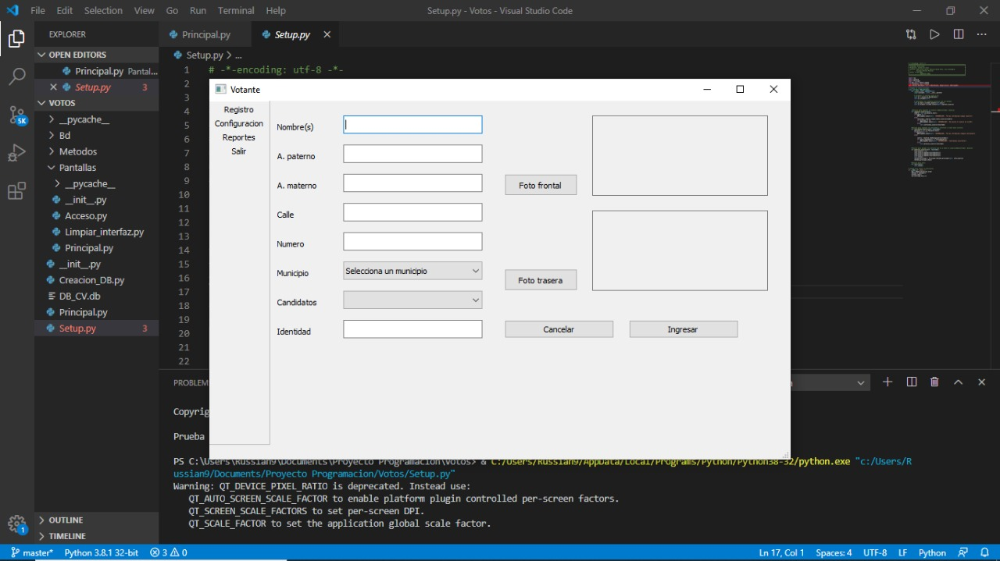 File Edit Selection View Go Run Terminal Help Setup.py - Votos - Visual Studio Code
EXPLORER
Principal.py Setup.py
OPEN EDITORS
Principal.py Pantal...
Setup.py 3
VOTOS
__pycache__
Bd
Metodos
Pantallas
__pycache__
__init__.py
Acceso.py
Limpiar_interfaz.py
Principal.py
__init__.py
Creacion_DB.py
DB_CV.db
Principal.py
Setup.py 3
OUTLINE
TIMELINE
5K
1
Setup.py > ...
1 # -*-encoding: utf-8 -*-
2
3
4
5
6
7
8
9
10
11
12
13
14
15
16
17
18
19
20
21
22
Votante
Registro
Configuracion
Reportes
Salir
Nombre(s)
A. paterno
A. materno
Foto frontal
Calle
Numero
Municipio Selecciona un municipio
Foto trasera
Candidatos
Identidad
Cancelar Ingresar
PROBLEM
Copyrig
Prueba
PS C:\Users\Russian9\Documents\Proyecto Programacion\Votos> & C:/Users/Russian9/AppData/Local/Programs/Python/Python38-32/python.exe "c:/Users/R
ussian9/Documents/Proyecto Programacion/Votos/Setup.py"
Warning: QT_DEVICE_PIXEL_RATIO is deprecated. Instead use:
QT_AUTO_SCREEN_SCALE_FACTOR to enable platform plugin controlled per-screen factors.
QT_SCREEN_SCALE_FACTORS to set per-screen DPI.
QT_SCALE_FACTOR to set the application global scale factor.
master* Python 3.8.1 32-bit 3 0 Ln 17, Col 1 Spaces: 4 UTF-8 LF Python